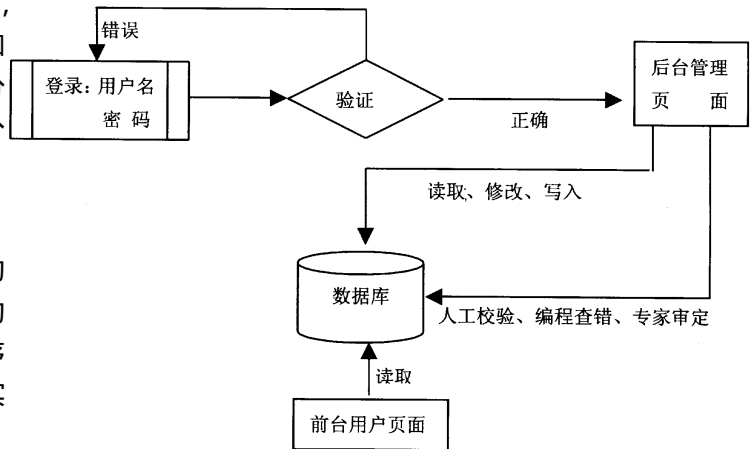 错误
登录：用户名
密 码
验证
正确
后台管理
页 面
读取、修改、写入
数据库
人工校验、编程查错、专家审定
读取
前台用户页面